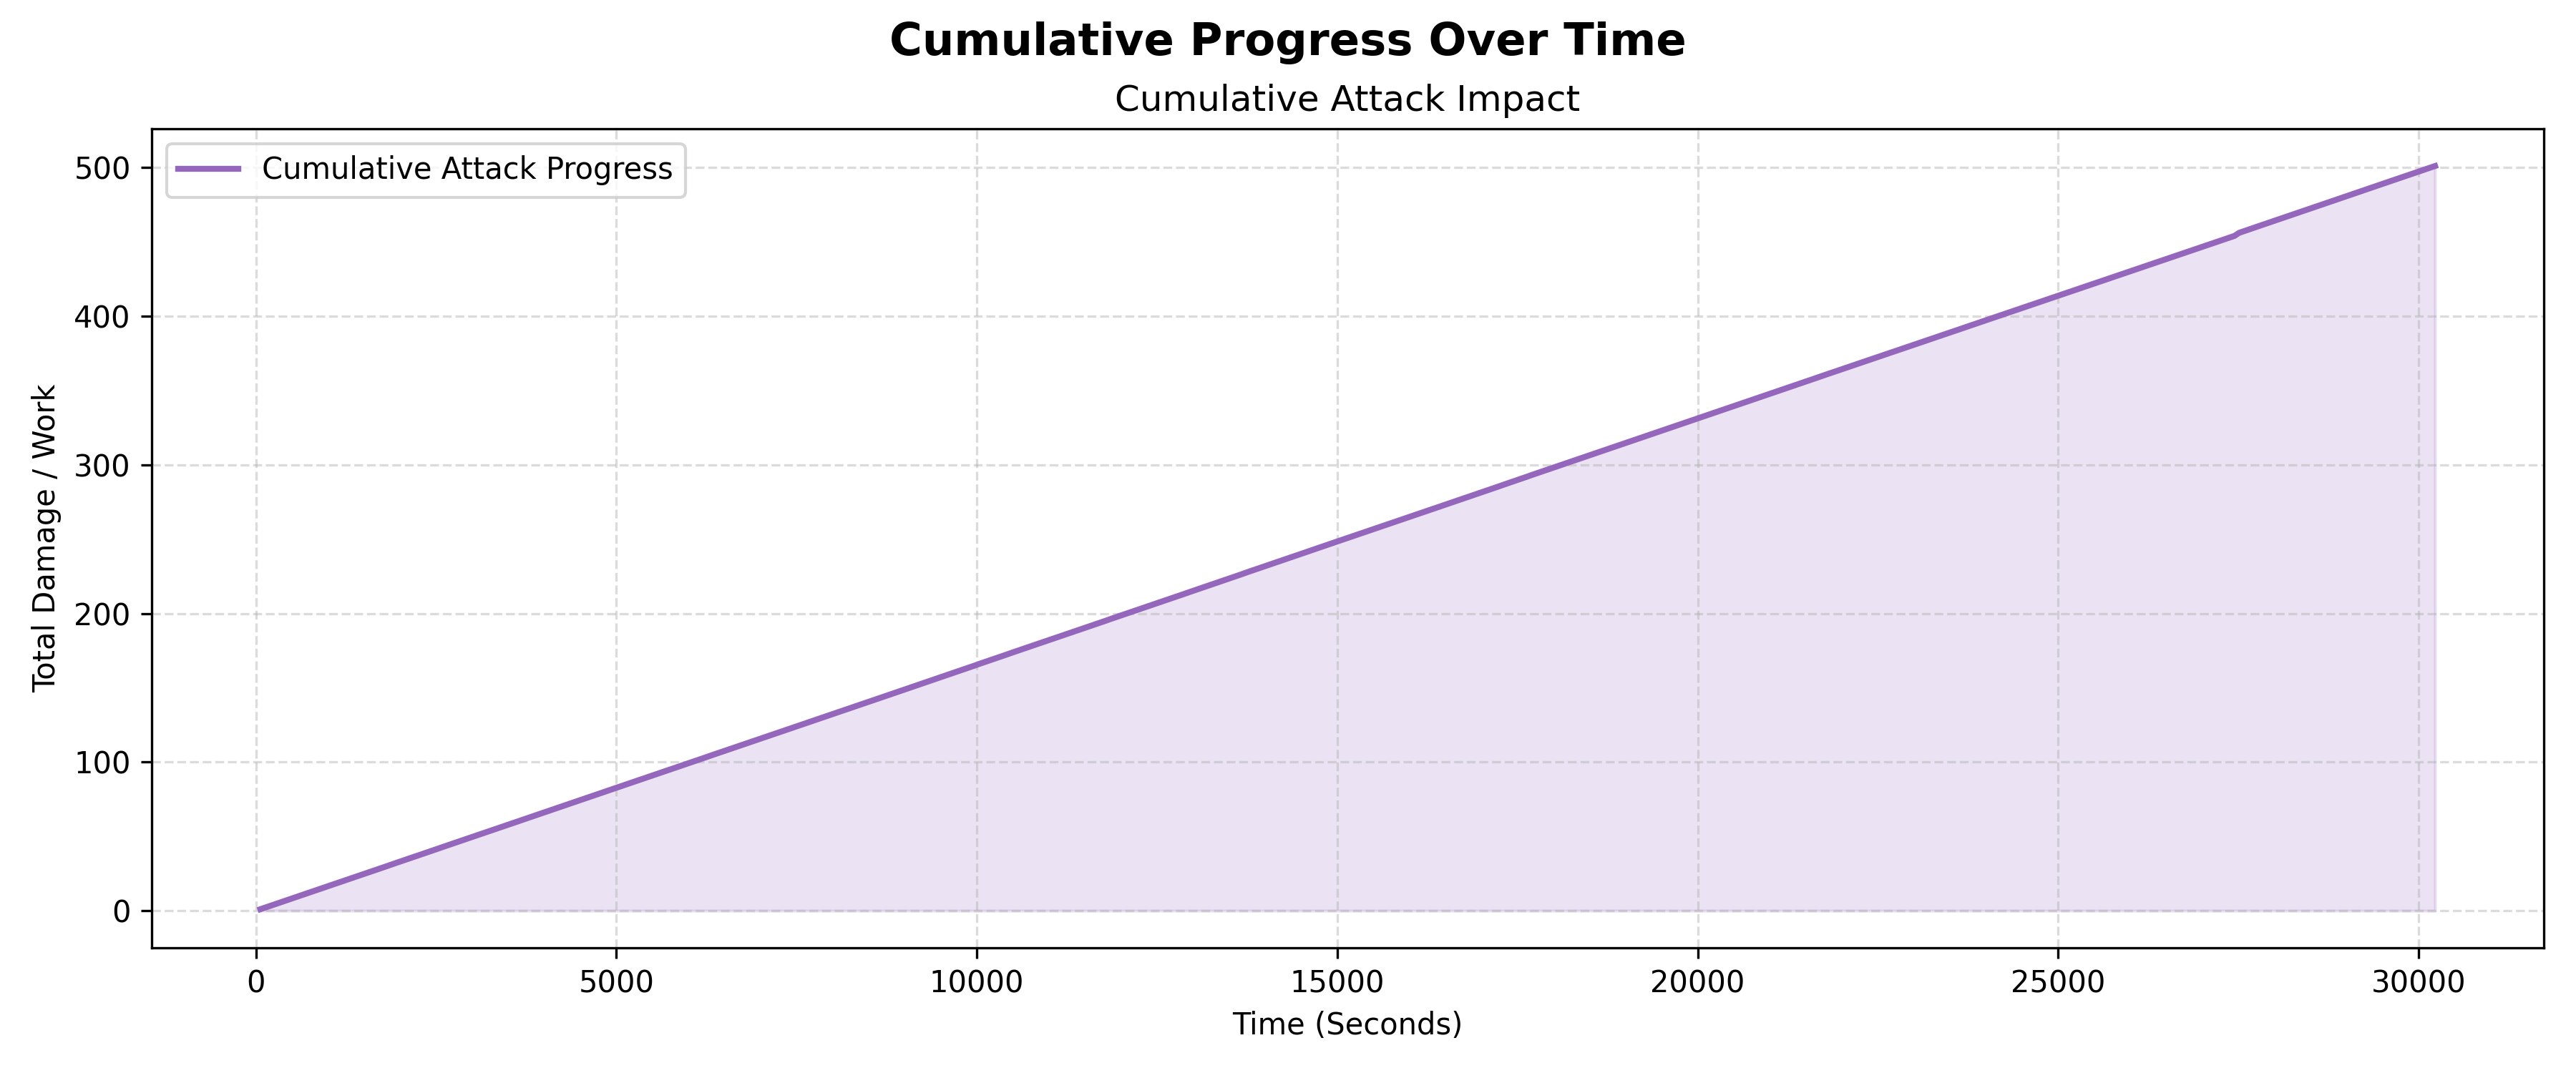 Cumulative Progress Over Time
Cumulative Attack Impact
Cumulative Attack Progress
500
400
300
200
100
0
Total Damage / Work
0 5000 10000 15000 20000 25000 30000
Time (Seconds)